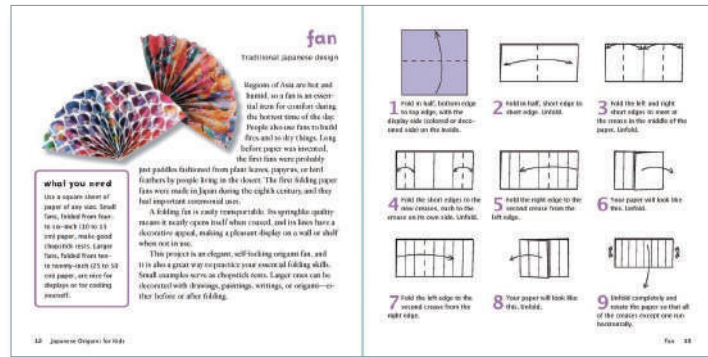 fan
Traditional Japanese design
Regions of Asia are hot and
humid, so a fan is an essen-
tial item for comfort during
the hottest time of the day.
People also use fans to build
fires and to dry things. Long
before paper was invented,
the first fans were probably
just paddles fashioned from plant leaves, papyrus, or bird
feathers by people living in the desert. The first folding paper
fans were made in Japan during the eighth century, and they
had important ceremonial uses.
A folding fan is easily transportable. Its springlike quality
means it nearly opens itself when coaxed, and its lines have a
decorative appeal, making a pleasant display on a wall or shelf
when not in use.
This project is an elegant, self-locking origami fan, and
it is also a great way to practice your essential folding skills.
Small examples serve as chopstick rests. Larger ones can be
decorated with drawings, paintings, writings, or origami—ei-
ther before or after folding.
what you need
Use a square sheet of
paper of any size. Small
fans, folded from four-
to six-inch (10 to 15
cm) paper, make good
chopstick rests. Larger
fans, folded from ten-
to twenty-inch (25 to 50
cm) paper, are nice for
displays or for cooling
yourself.
12 Japanese Origami for Kids
1 Fold in half, bottom edge
to top edge, with the
display side (colored or deco-
rated side) on the inside.
2 Fold in half, short edge to
short edge. Unfold.
3 Fold the left and right
short edges to meet at
the crease in the middle of the
paper. Unfold.
4 Fold the short edges to the
new creases, each to the
crease on its own side. Unfold.
5 Fold the right edge to the
second crease from the
left edge.
6 Your paper will look like
this. Unfold.
7 Fold the left edge to the
second crease from the
right edge.
8 Your paper will look like
this. Unfold.
9 Unfold completely and
rotate the paper so that all
of the creases except one run
horizontally.
Fan 13